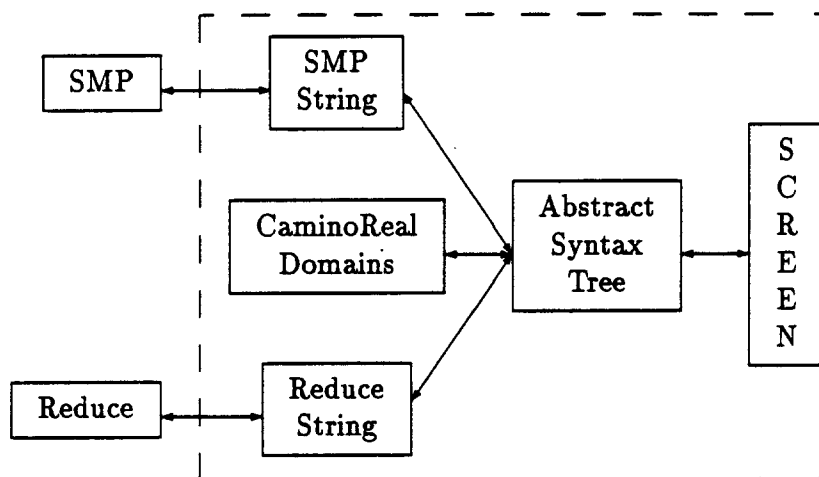 SMP
SMP
String
CaminoReal
Domains
Abstract
Syntax
Tree
S
C
R
E
E
N
Reduce
Reduce
String